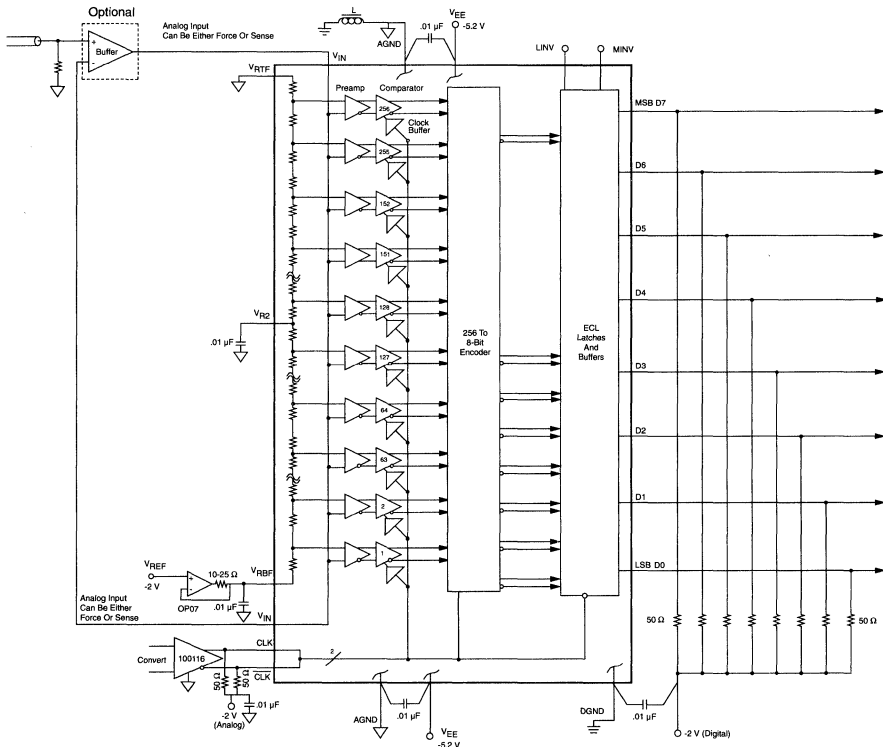 Optional
Analog Input
Can Be Either Force Or Sense
+
Buffer
-
L
AGND
.01 µF
VEE
-5.2 V
VIN
LINV
MINV
VRTF
Preamp
Comparator
256
Clock
Buffer
255
152
151
VR2
.01 µF
128
127
64
63
2
1
256 To
8-Bit
Encoder
ECL
Latches
And
Buffers
MSB D7
D6
D5
D4
D3
D2
D1
LSB D0
VREF
-2 V
+
-
OP07
10-25 Ω
VRBF
.01 µF
Analog Input
Can Be Either
Force Or Sense
VIN
50 Ω
50 Ω
Convert
100116
CLK
CLK
2
50 Ω
50 Ω
.01 µF
-2 V
(Analog)
AGND
.01 µF
VEE
-5.2 V
DGND
.01 µF
-2 V (Digital)